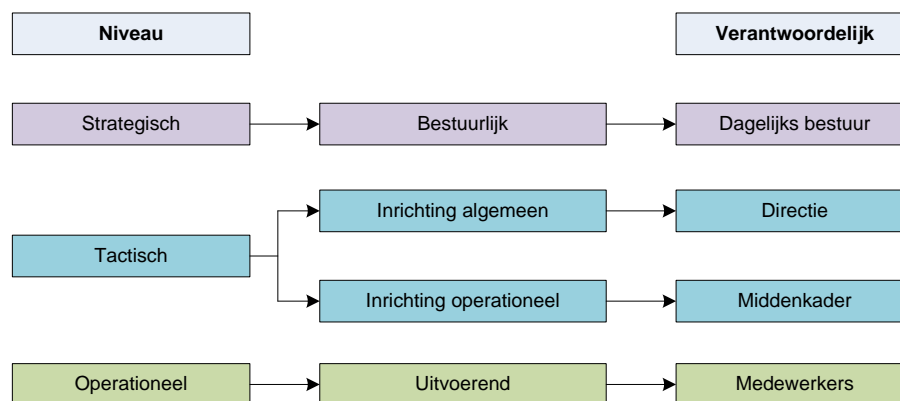 Niveau
Verantwoordelijk
Strategisch
Bestuurlijk
Dagelijks bestuur
Tactisch
Inrichting algemeen
Directie
Inrichting operationeel
Middenkader
Operationeel
Uitvoerend
Medewerkers